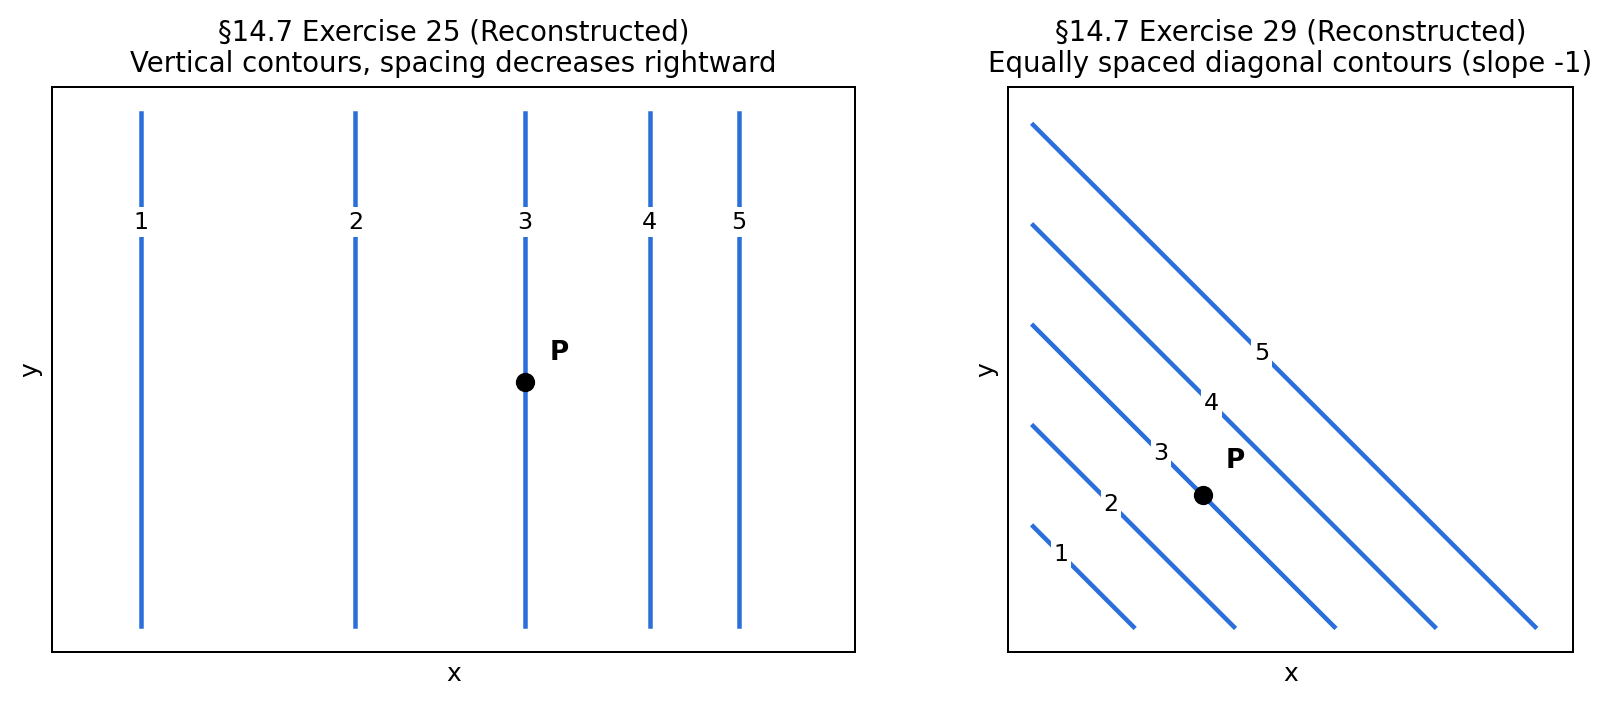 §14.7 Exercise 25 (Reconstructed)
Vertical contours, spacing decreases rightward
1
2
3
4
5
P
y
x
§14.7 Exercise 29 (Reconstructed)
Equally spaced diagonal contours (slope -1)
5
4
3
P
2
1
y
x